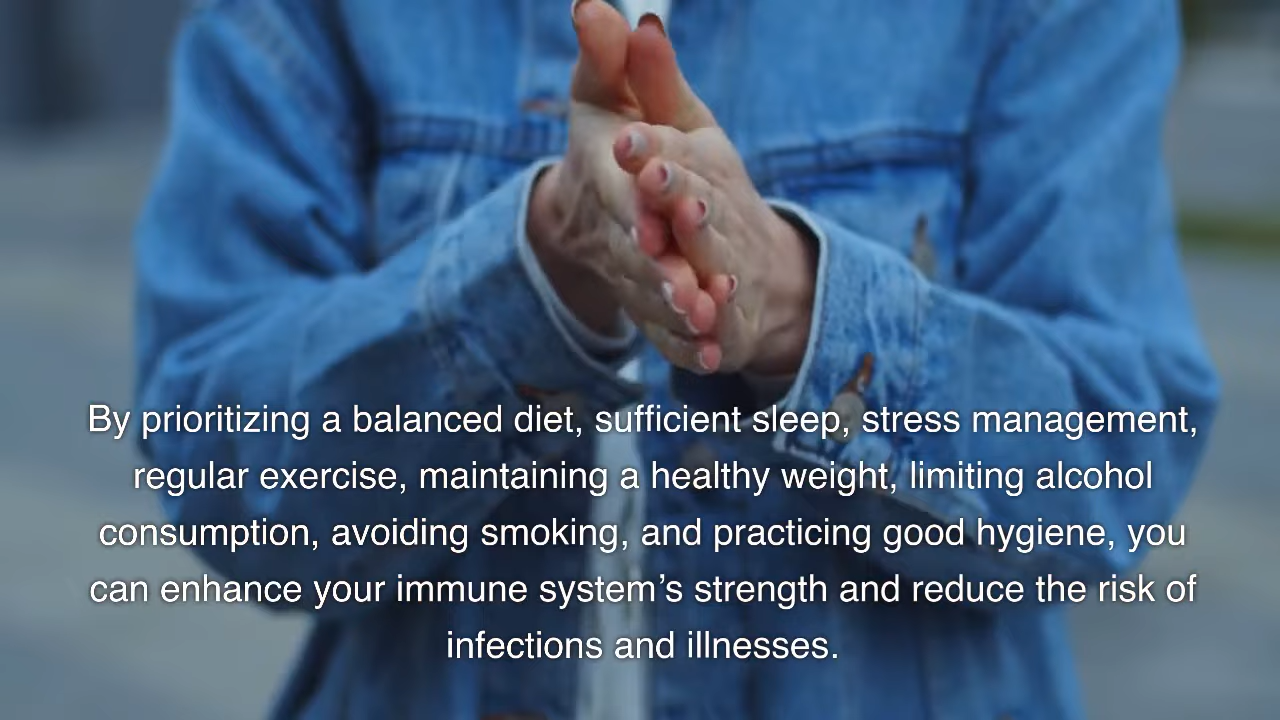 By prioritizing a balanced diet, sufficient sleep, stress management,
regular exercise, maintaining a healthy weight, limiting alcohol
consumption, avoiding smoking, and practicing good hygiene, you
can enhance your immune system’s strength and reduce the risk of
infections and illnesses.